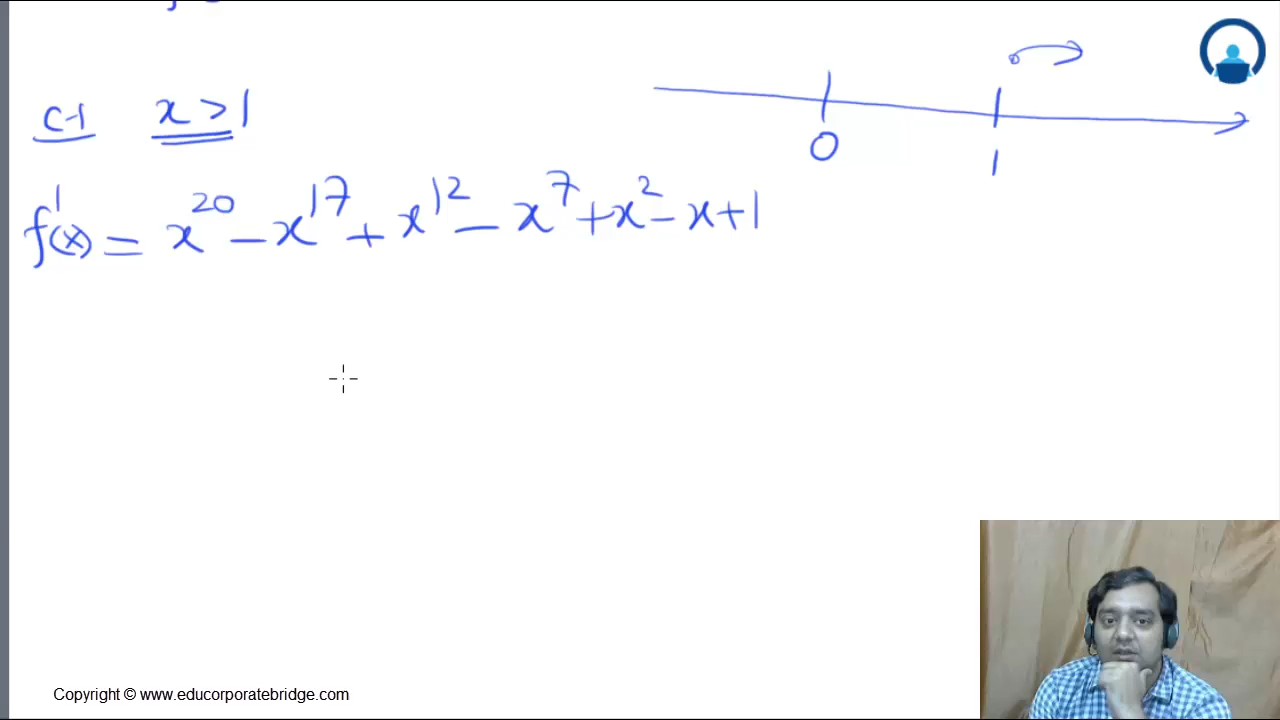 C-1 x > 1
0 1
f'(x) = x^20 - x^17 + x^12 - x^7 + x^2 - x + 1
Copyright © www.educorporatebridge.com